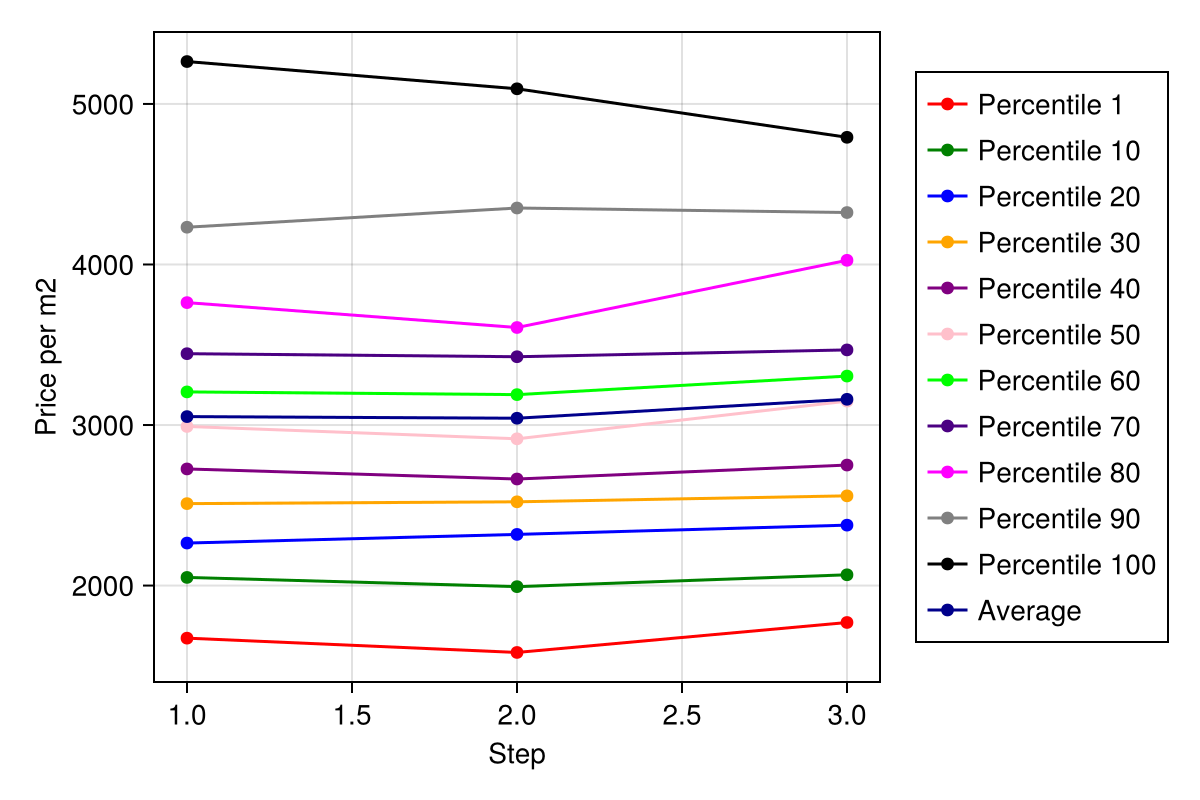 5000
4000
3000
2000
Price per m2
1.0 1.5 2.0 2.5 3.0
Step
Percentile 1
Percentile 10
Percentile 20
Percentile 30
Percentile 40
Percentile 50
Percentile 60
Percentile 70
Percentile 80
Percentile 90
Percentile 100
Average